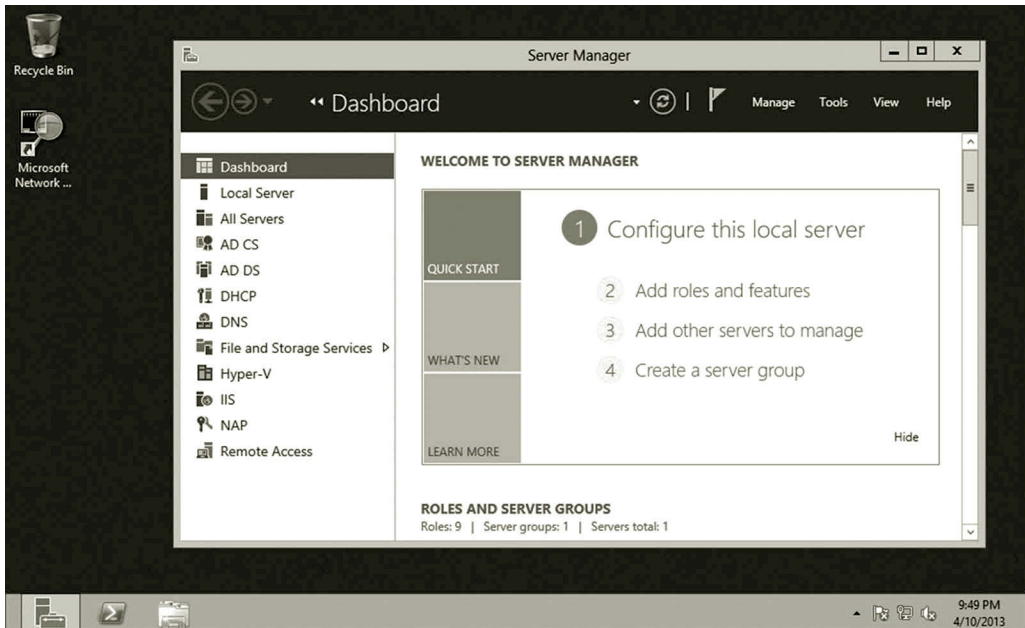 Recycle Bin
Microsoft
Network ...
Server Manager
Dashboard
Manage Tools View Help
Dashboard
Local Server
All Servers
AD CS
AD DS
DHCP
DNS
File and Storage Services
Hyper-V
IIS
NAP
Remote Access
WELCOME TO SERVER MANAGER
QUICK START
WHAT'S NEW
LEARN MORE
1 Configure this local server
2 Add roles and features
3 Add other servers to manage
4 Create a server group
Hide
ROLES AND SERVER GROUPS
Roles: 9 | Server groups: 1 | Servers total: 1
9:49 PM
4/10/2013